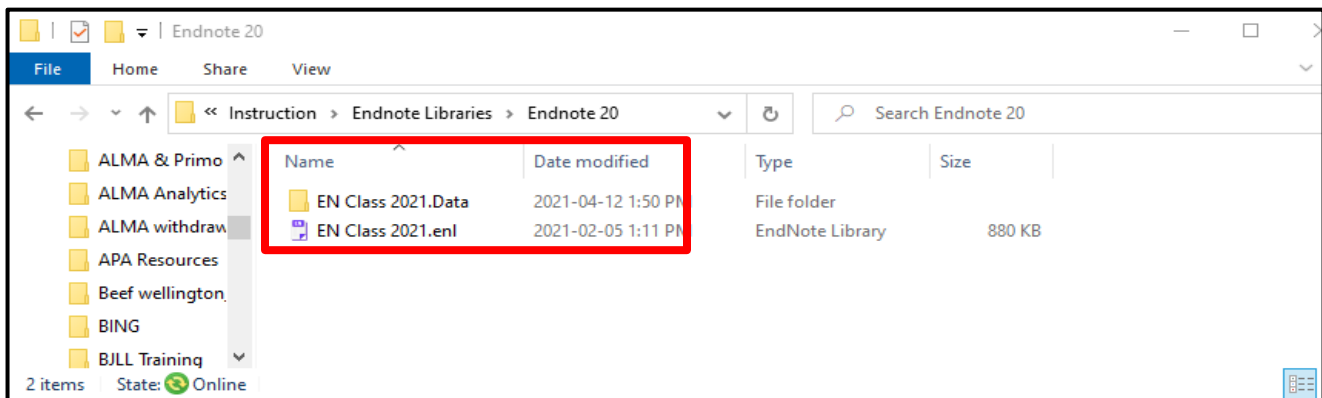 Endnote 20
File Home Share View
« Instruction > Endnote Libraries > Endnote 20 Search Endnote 20
ALMA & Primo
ALMA Analytics
ALMA withdraw
APA Resources
Beef wellington
BING
BJLL Training
Name Date modified Type Size
EN Class 2021.Data 2021-04-12 1:50 PM File folder
EN Class 2021.enl 2021-02-05 1:11 PM EndNote Library 880 KB
2 items State: Online